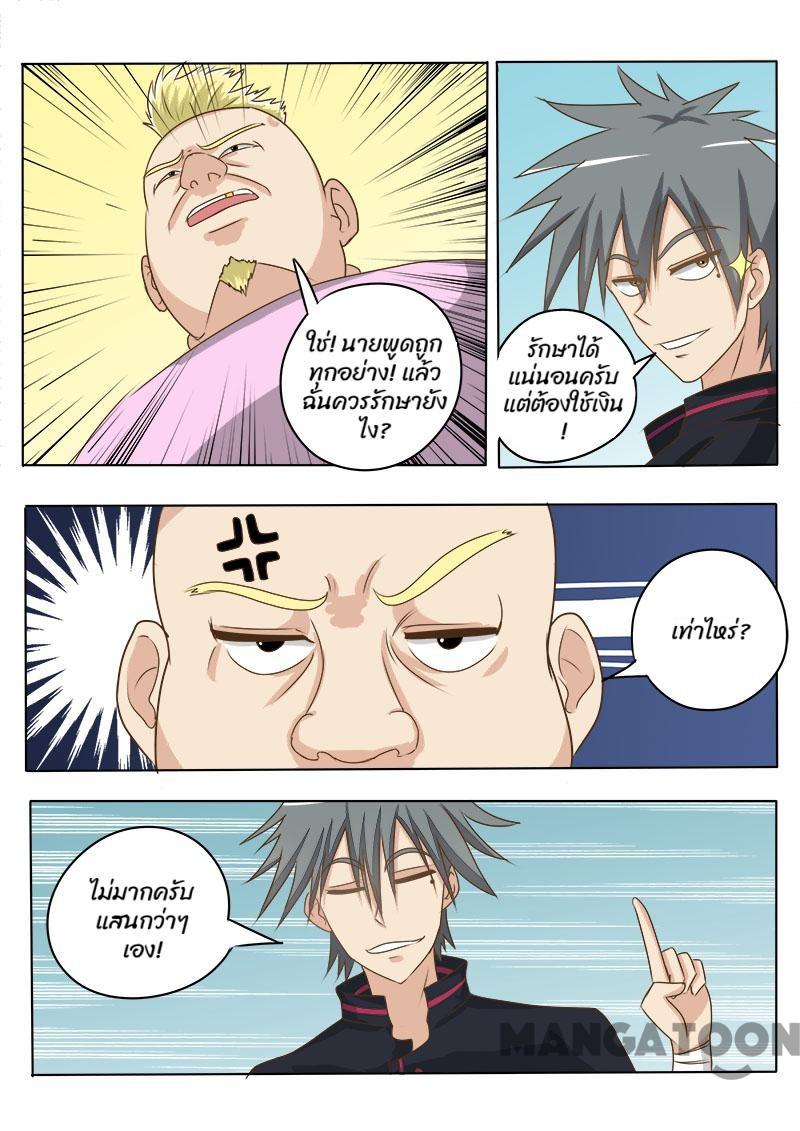 ใช่! นายพูดถูก
ทุกอย่าง! แล้ว
ฉันควรรักษายัง
ไง?
รักษาได้
แน่นอนครับ
แต่ต้องใช้เงิน
!
เท่าไหร่?
ไม่มากครับ
แสนกว่าๆ
เอง!
MANGATOON